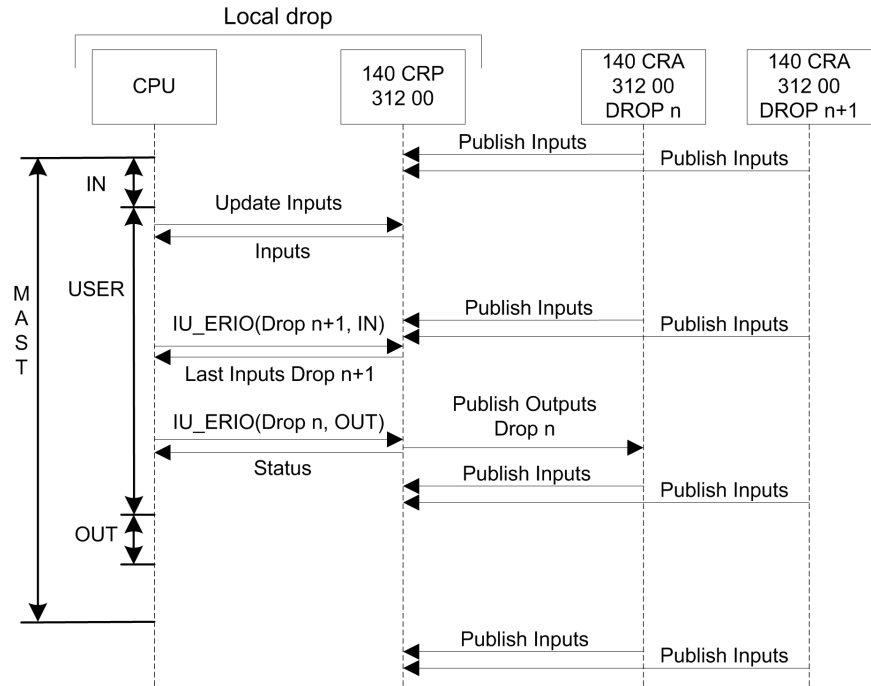 Local drop
CPU
140 CRP
312 00
140 CRA
312 00
DROP n
140 CRA
312 00
DROP n+1
Publish Inputs
Publish Inputs
IN
Update Inputs
Inputs
USER
M
A
S
T
Publish Inputs
IU_ERIO(Drop n+1, IN)
Publish Inputs
Last Inputs Drop n+1
Publish Outputs
Drop n
IU_ERIO(Drop n, OUT)
Status
Publish Inputs
Publish Inputs
OUT
Publish Inputs
Publish Inputs